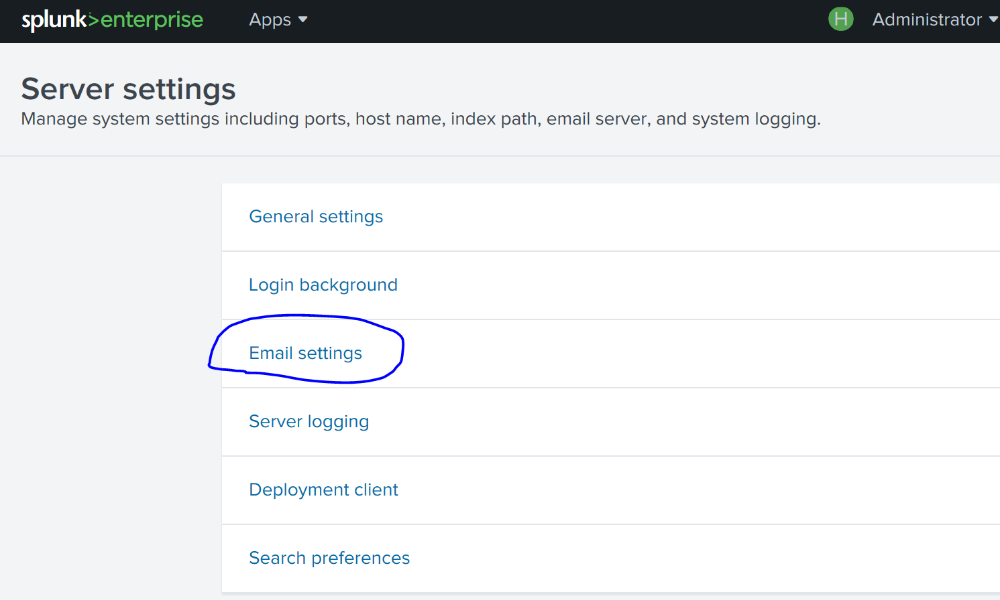 splunk>enterprise Apps H Administrator
Server settings
Manage system settings including ports, host name, index path, email server, and system logging.
General settings
Login background
Email settings
Server logging
Deployment client
Search preferences